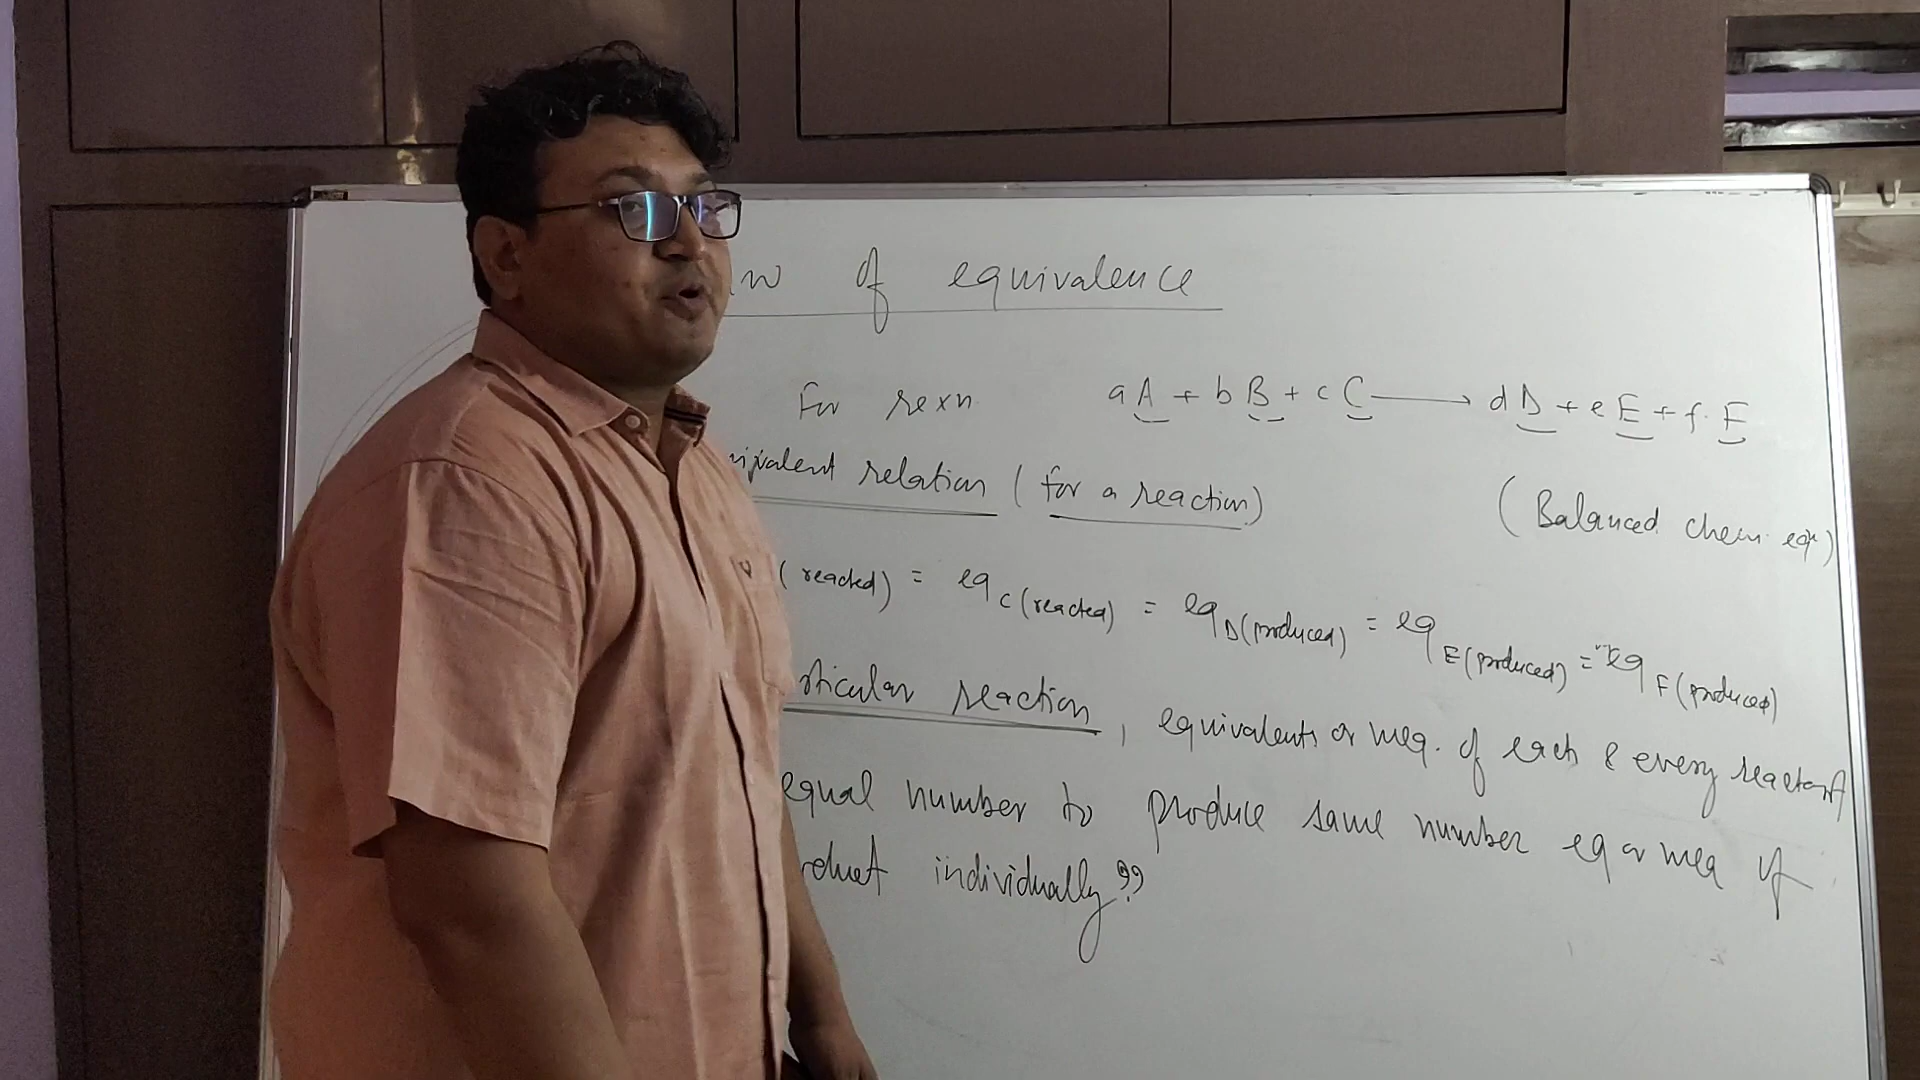 of equivalence
For rexn. aA + bB + cC → dD + eE + f.F
relation (for a reaction)
(Balanced chem. eqn)
(reacted) = eq C(reacted) = eq D(produced) = eq E(produced) = eq F(produced)
reaction, equivalents or meq. of each & every reactant
equal number to produce same number eq or meq of
individually??